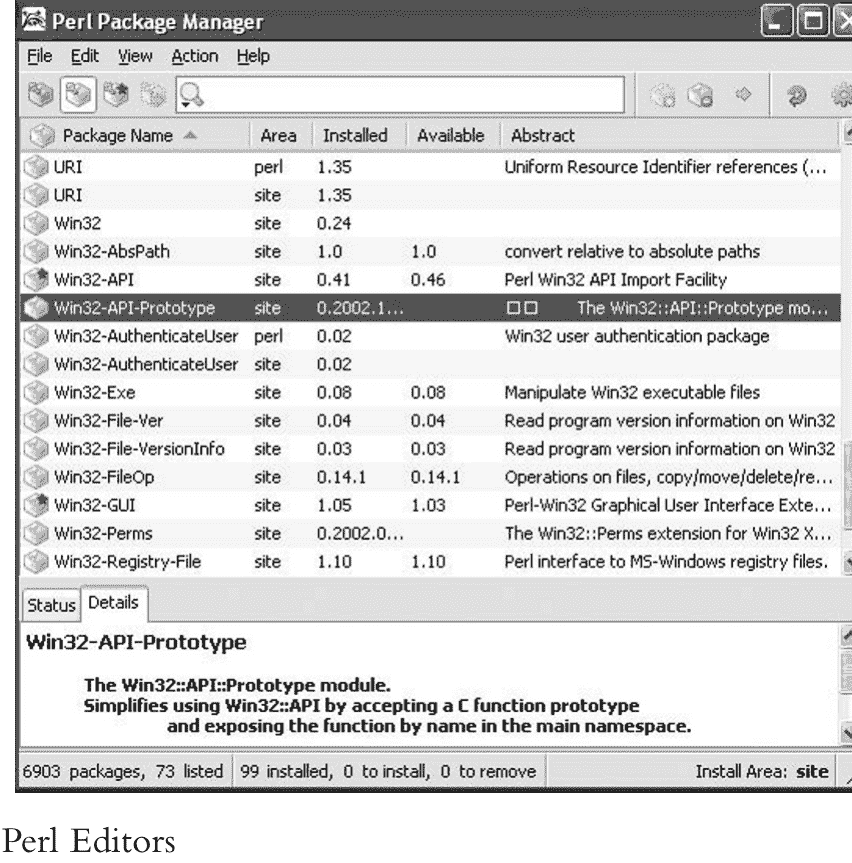 Perl Package Manager
File Edit View Action Help
Package Name Area Installed Available Abstract
URI perl 1.35 Uniform Resource Identifier references (...
URI site 1.35
Win32 site 0.24
Win32-AbsPath site 1.0 1.0 convert relative to absolute paths
Win32-API site 0.41 0.46 Perl Win32 API Import Facility
Win32-API-Prototype site 0.2002.1... □□ The Win32::API::Prototype mo...
Win32-AuthenticateUser perl 0.02 Win32 user authentication package
Win32-AuthenticateUser site 0.02
Win32-Exe site 0.08 0.08 Manipulate Win32 executable files
Win32-File-Ver site 0.04 0.04 Read program version information on Win32
Win32-File-VersionInfo site 0.03 0.03 Read program version information on Win32
Win32-FileOp site 0.14.1 0.14.1 Operations on files, copy/move/delete/re...
Win32-GUI site 1.05 1.03 Perl-Win32 Graphical User Interface Exte...
Win32-Perms site 0.2002.0... The Win32::Perms extension for Win32 X...
Win32-Registry-File site 1.10 1.10 Perl interface to MS-Windows registry files.
Status Details
Win32-API-Prototype
The Win32::API::Prototype module.
Simplifies using Win32::API by accepting a C function prototype
and exposing the function by name in the main namespace.
6903 packages, 73 listed 99 installed, 0 to install, 0 to remove Install Area: site
Perl Editors